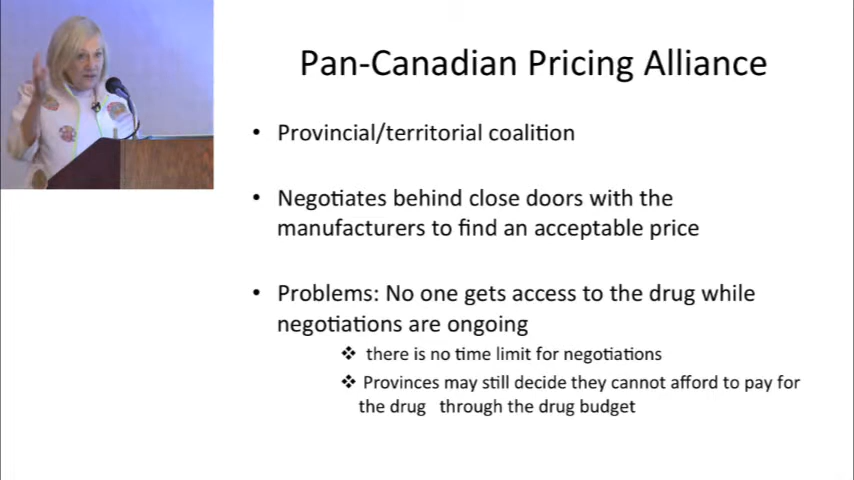 Pan-Canadian Pricing Alliance
• Provincial/territorial coalition
• Negotiates behind close doors with the
manufacturers to find an acceptable price
• Problems: No one gets access to the drug while
negotiations are ongoing
❖ there is no time limit for negotiations
❖ Provinces may still decide they cannot afford to pay for
the drug through the drug budget